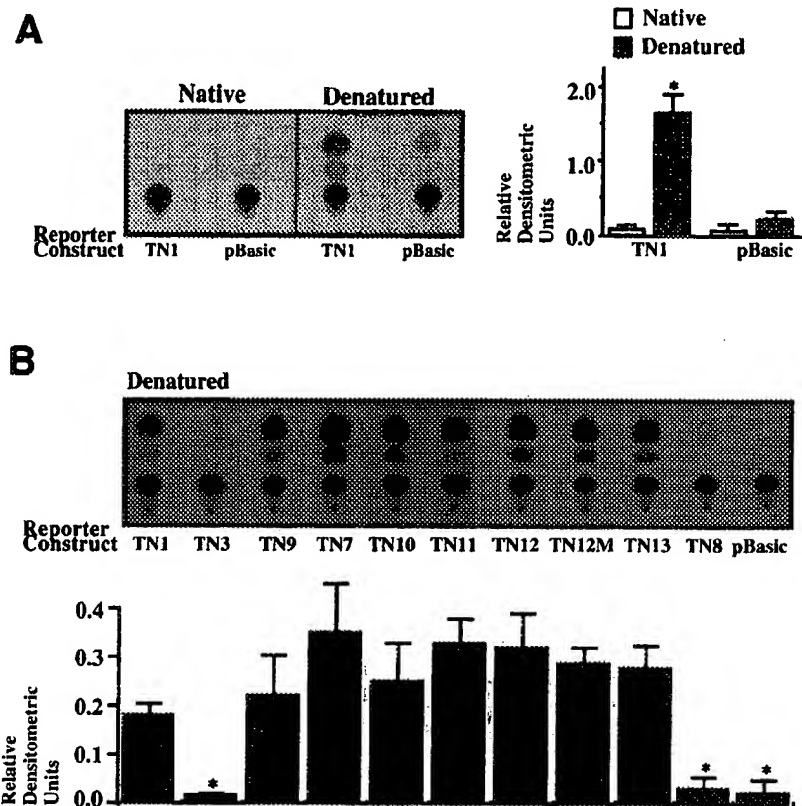 A
Native
Denatured
Native Denatured
2.0
1.0
0.0
Relative
Densitometric
Units
Reporter
Construct TN1 pBasic TN1 pBasic
*
TN1 pBasic
B
Denatured
Reporter
Construct TN1 TN3 TN9 TN7 TN10 TN11 TN12 TN12M TN13 TN8 pBasic
0.4
0.3
0.2
0.1
0.0
Relative
Densitometric
Units
* * *